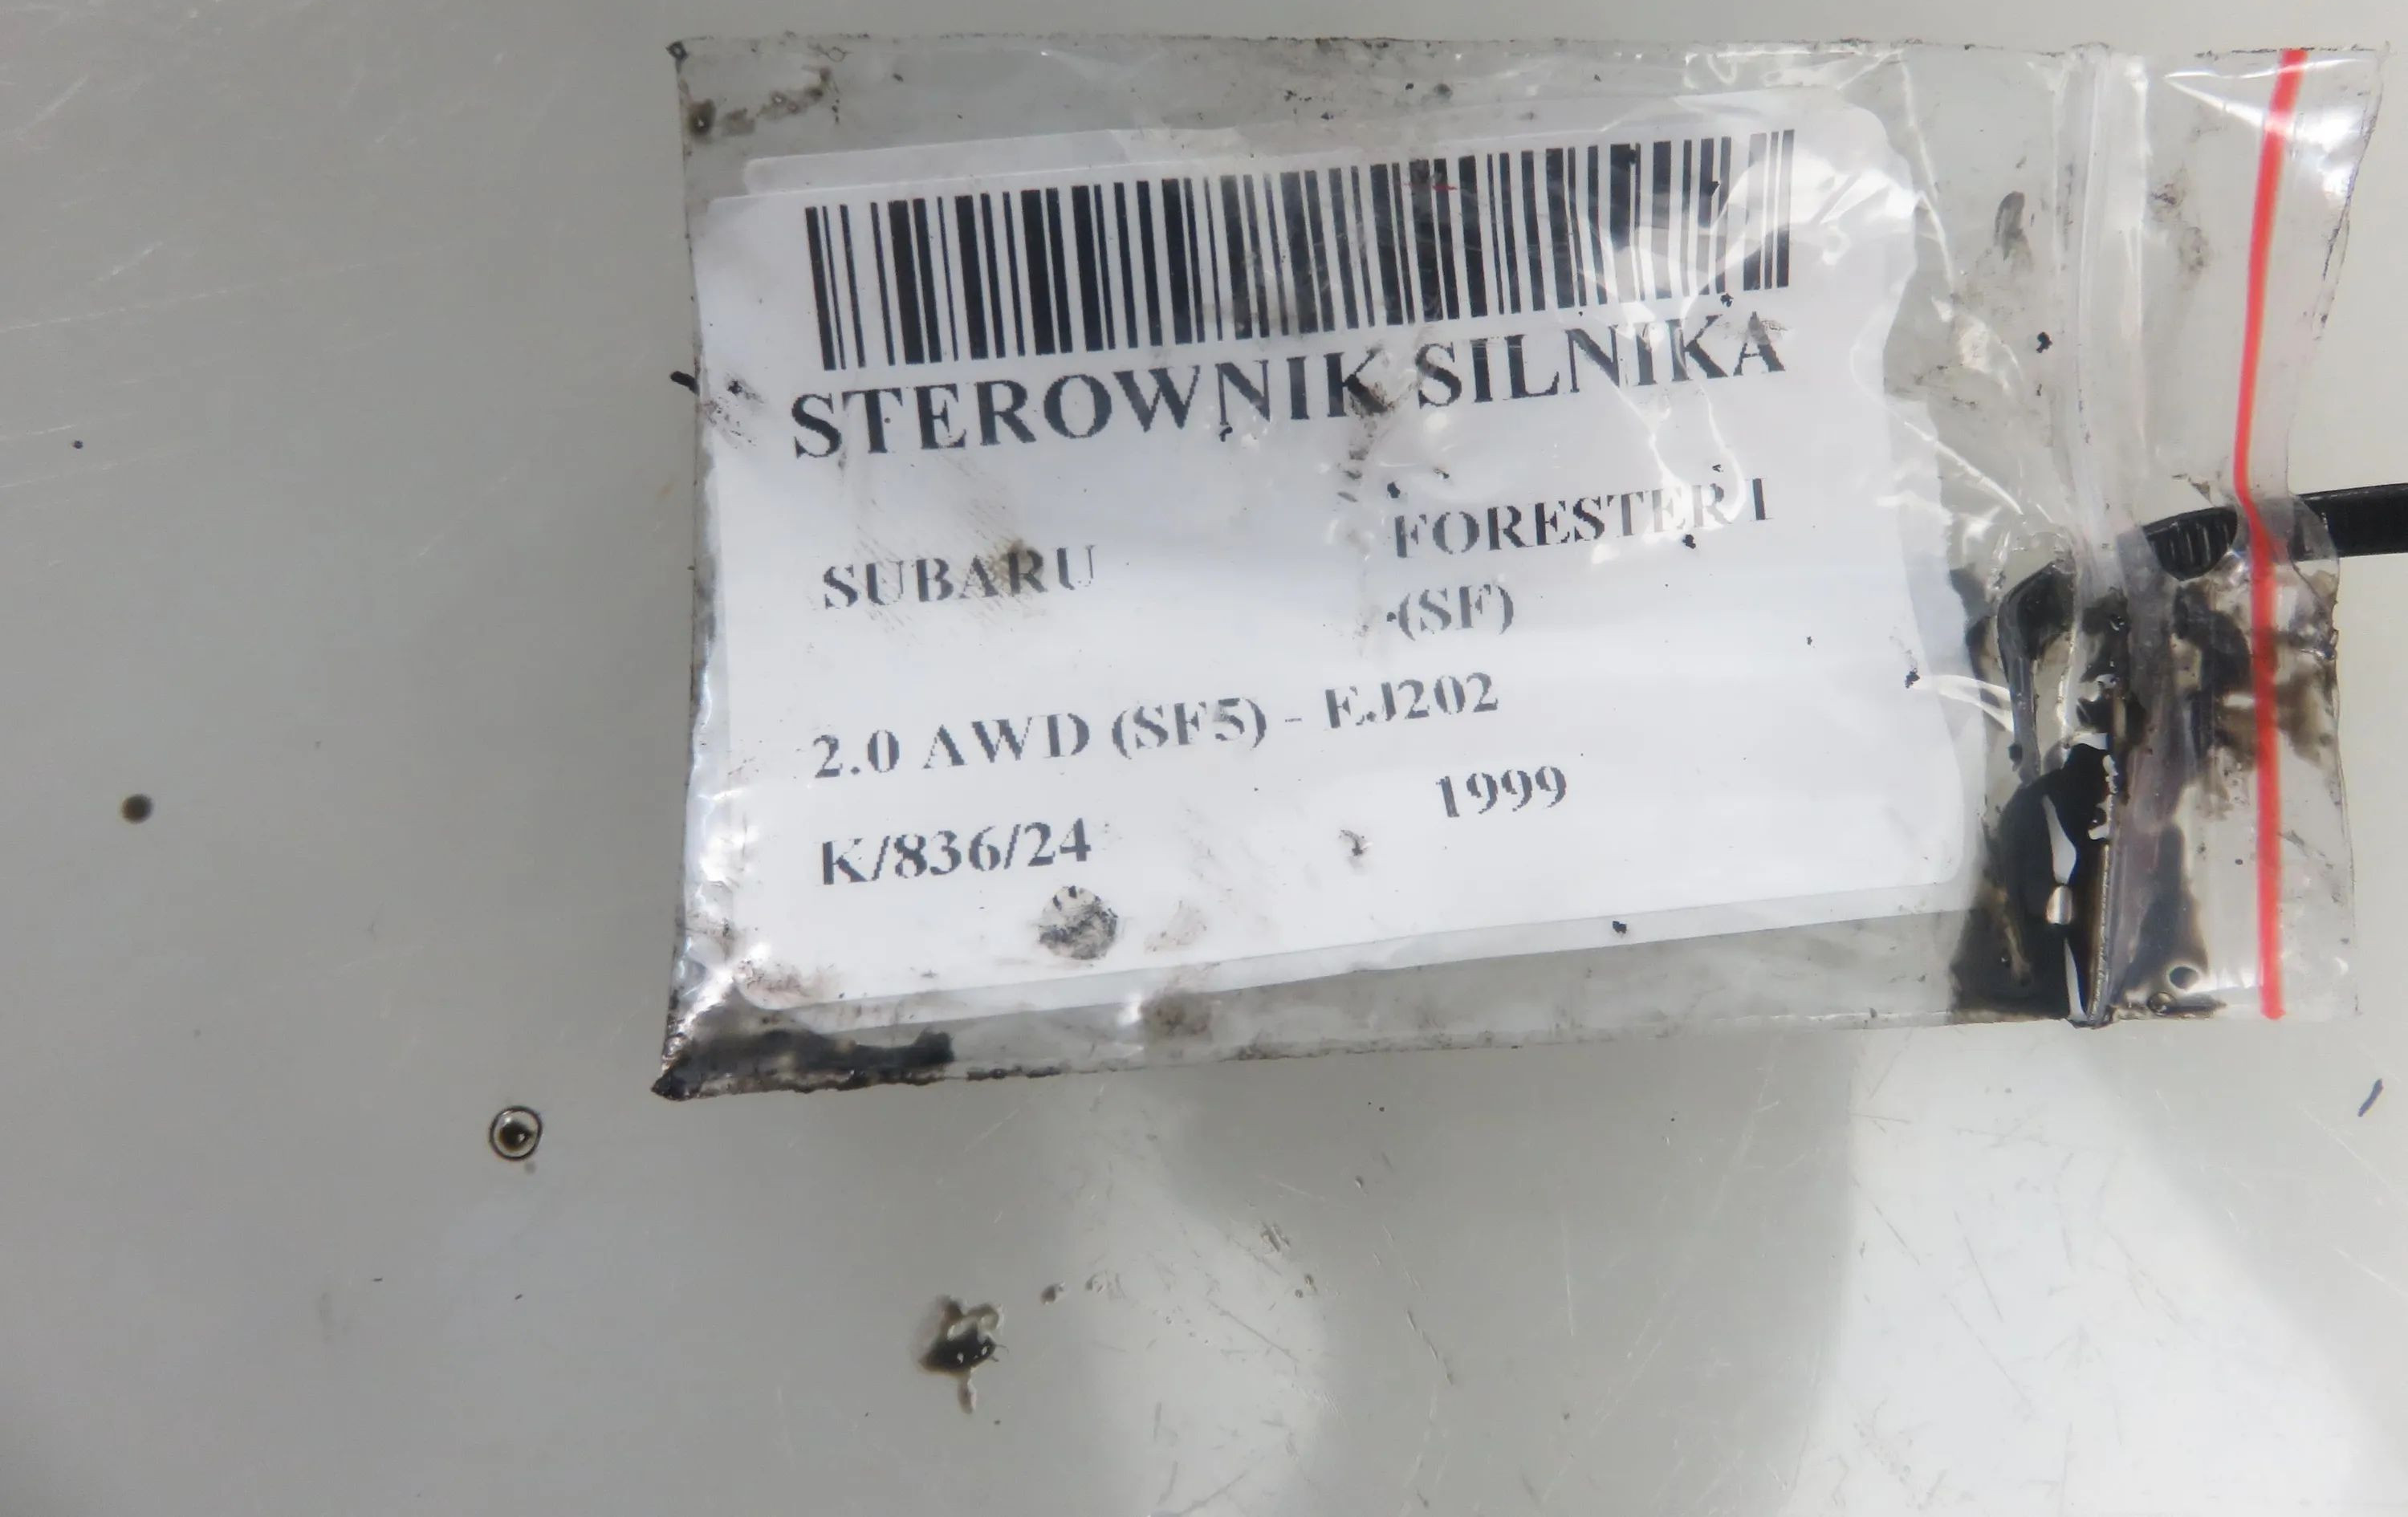 STEROWNIK SILNIKA
SUBARU
FORESTER I
(SF)
2.0 AWD (SF5) - EJ202
K/836/24
1999